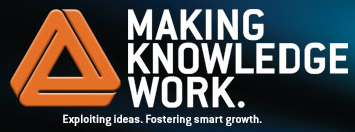 MAKING
KNOWLEDGE
WORK.
Exploiting ideas. Fostering smart growth.